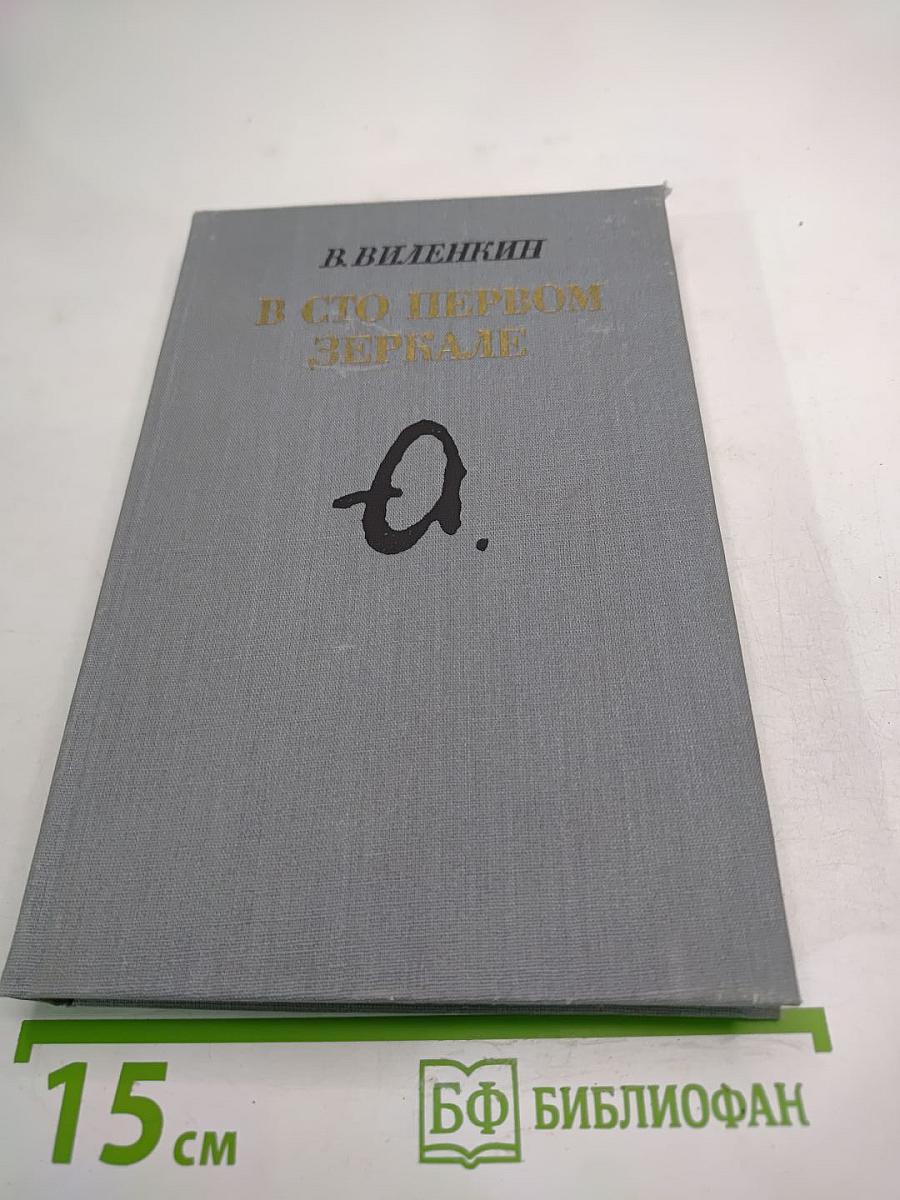 В. ВИЛЕНКИН
В СТО ПЕРВОМ
ЗЕРКАЛЕ
а.
15 см
БФ БИБЛИОФАН